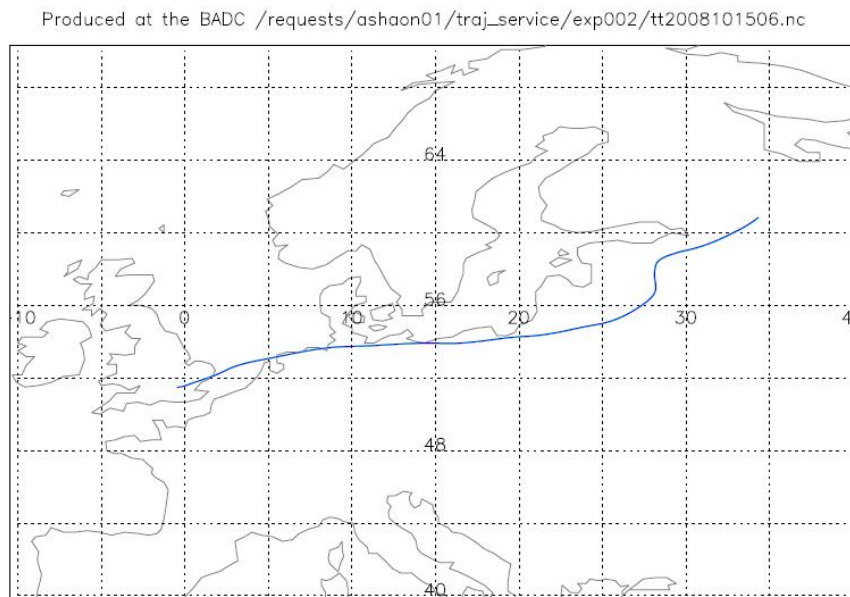 Produced at the BADC /requests/ashaon01/traj_service/exp002/tt2008101506.nc
64
56
-10 0 10 20 30 4
48
40